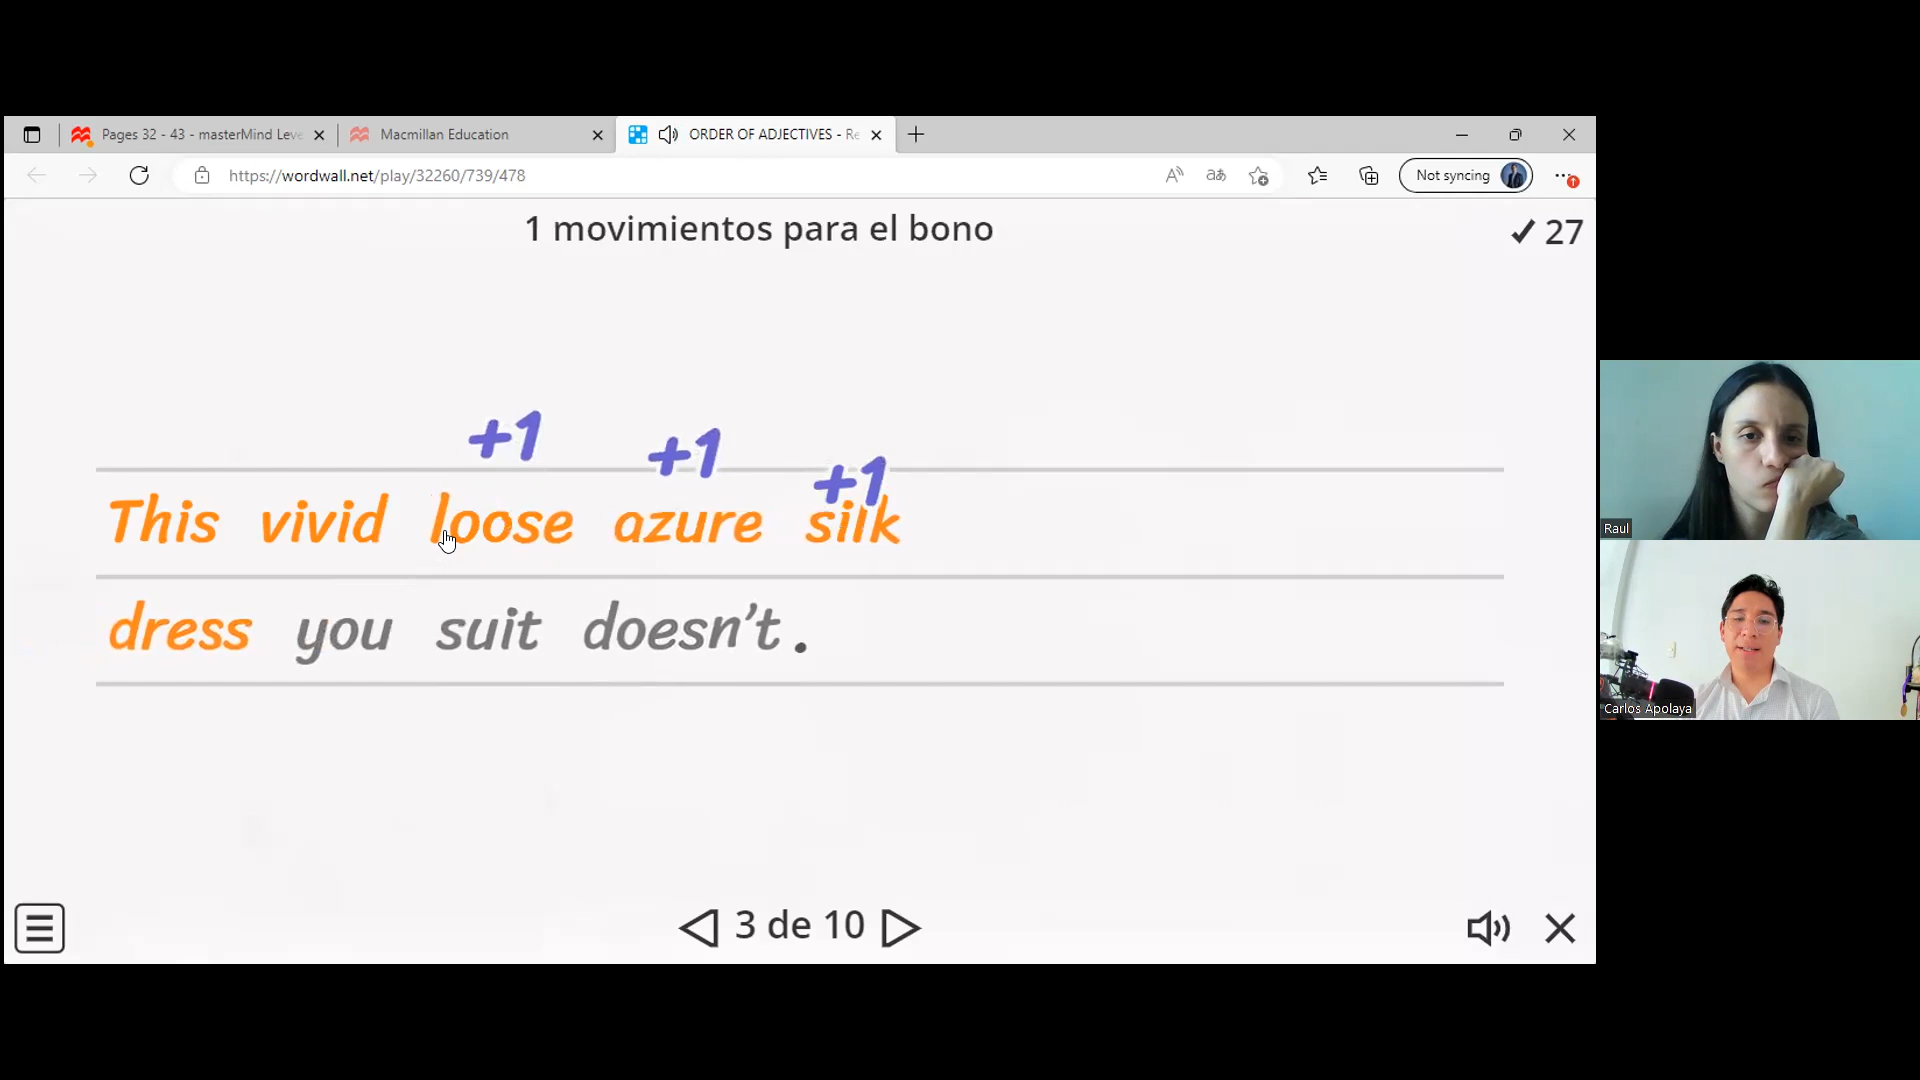 Pages 32 - 43 - masterMind Leve
Macmillan Education
ORDER OF ADJECTIVES - Re
https://wordwall.net/play/32260/739/478
Not syncing
1 movimientos para el bono
27
+1 +1 +1
This vivid loose azure silk
dress you suit doesn't.
3 de 10
Raul
Carlos Apolaya